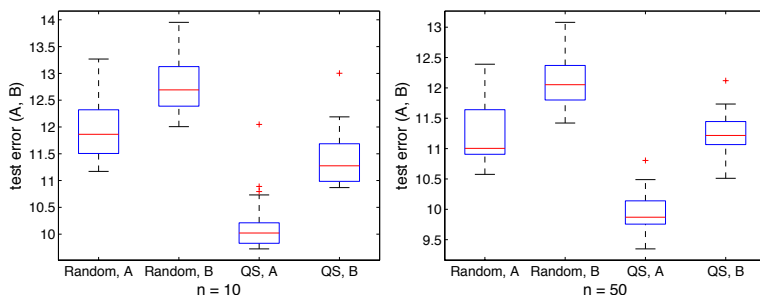 test error (A, B)
14
13.5
13
12.5
12
11.5
11
10.5
10
Random, A
Random, B
QS, A
QS, B
n = 10
test error (A, B)
13
12.5
12
11.5
11
10.5
10
9.5
Random, A
Random, B
QS, A
QS, B
n = 50